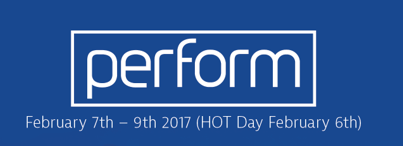 perform
February 7th – 9th 2017 (HOT Day February 6th)